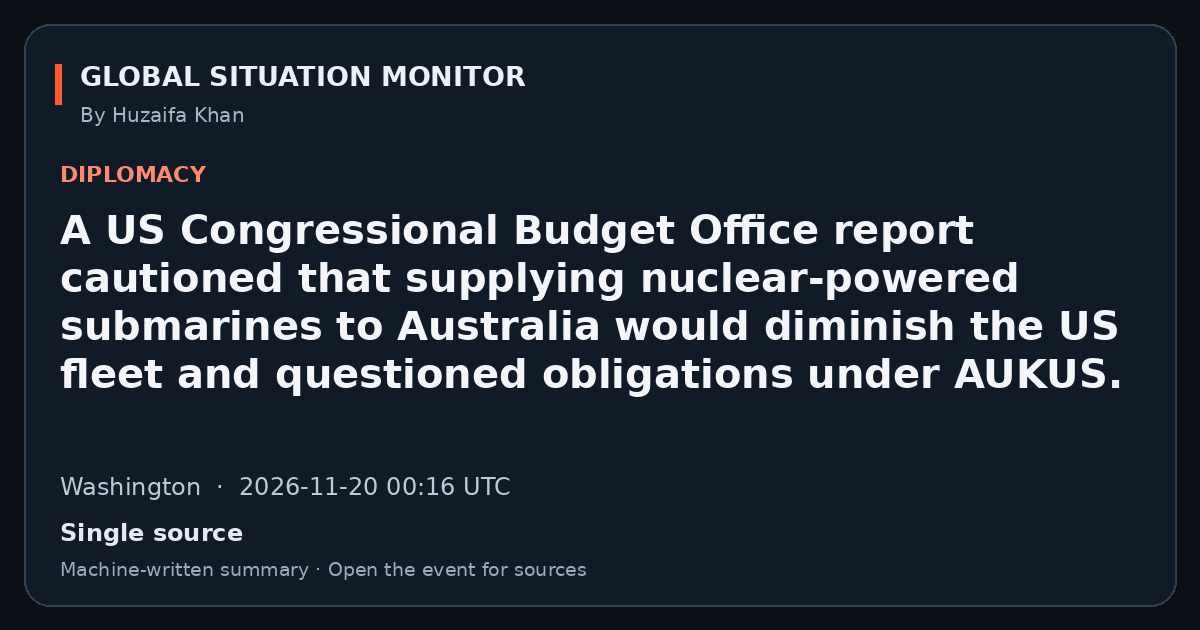 GLOBAL SITUATION MONITOR
By Huzaifa Khan
DIPLOMACY
A US Congressional Budget Office report
cautioned that supplying nuclear-powered
submarines to Australia would diminish the US
fleet and questioned obligations under AUKUS.
Washington · 2026-11-20 00:16 UTC
Single source
Machine-written summary · Open the event for sources